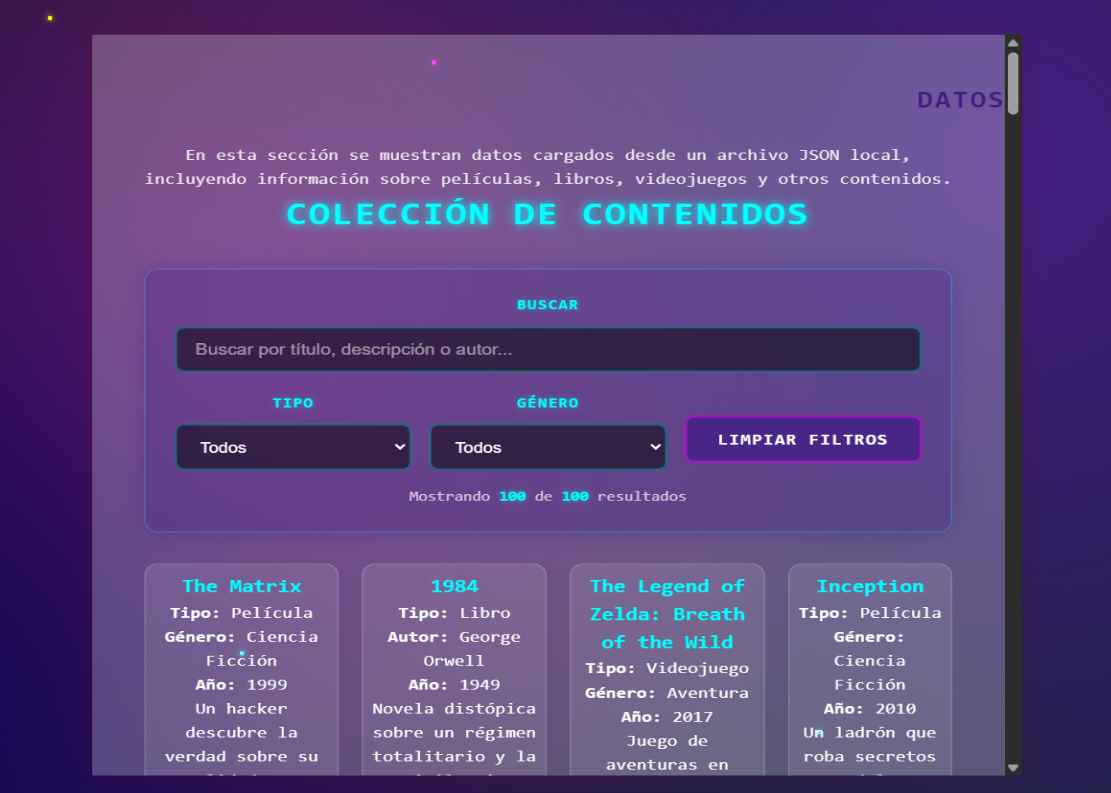 DATOS
En esta sección se muestran datos cargados desde un archivo JSON local,
incluyendo información sobre películas, libros, videojuegos y otros contenidos.
COLECCIÓN DE CONTENIDOS
BUSCAR
Buscar por título, descripción o autor...
TIPO
GÉNERO
Todos
Todos
LIMPIAR FILTROS
Mostrando 100 de 100 resultados
The Matrix
Tipo: Película
Género: Ciencia
Ficción
Año: 1999
Un hacker
descubre la
verdad sobre su
1984
Tipo: Libro
Autor: George
Orwell
Año: 1949
Novela distópica
sobre un régimen
totalitario y la
The Legend of
Zelda: Breath
of the Wild
Tipo: Videojuego
Género: Aventura
Año: 2017
Juego de
aventuras en
Inception
Tipo: Película
Género:
Ciencia
Ficción
Año: 2010
Un ladrón que
roba secretos